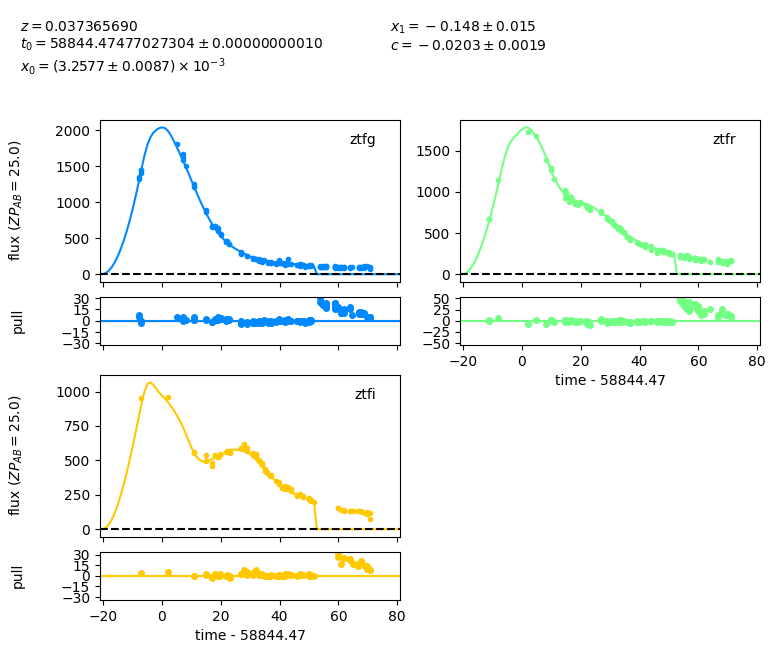 z = 0.037365690
t₀ = 58844.47477027304 ± 0.00000000010
x₀ = (3.2577 ± 0.0087) × 10⁻³
x₁ = −0.148 ± 0.015
c = −0.0203 ± 0.0019
flux (ZP_AB = 25.0)
2000
1500
1000
500
0
ztfg
1500
1000
500
0
ztfr
pull
30
15
0
−15
−30
50
25
0
−25
−50
−20 0 20 40 60 80
time - 58844.47
flux (ZP_AB = 25.0)
1000
750
500
250
0
ztfi
pull
30
15
0
−15
−30
−20 0 20 40 60 80
time - 58844.47